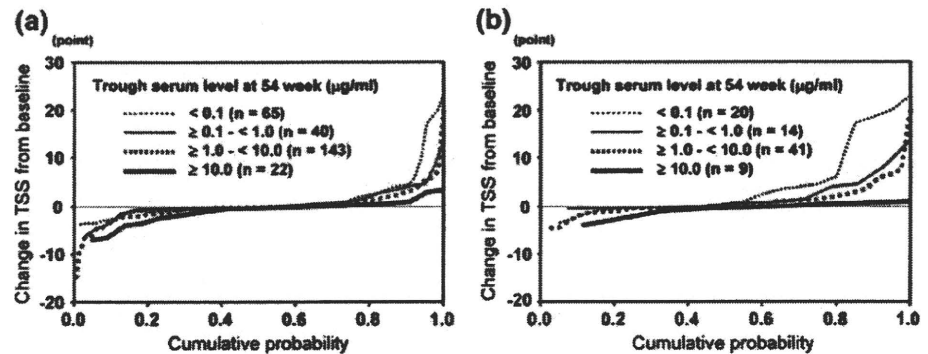 (a)
(point)
30
20
10
0
-10
-20
Change in TSS from baseline
Trough serum level at 54 week (µg/ml)
< 0.1 (n = 65)
≥ 0.1 - < 1.0 (n = 40)
≥ 1.0 - < 10.0 (n = 143)
≥ 10.0 (n = 22)
0.0 0.2 0.4 0.6 0.8 1.0
Cumulative probability
(b)
(point)
30
20
10
0
-10
-20
Change in TSS from baseline
Trough serum level at 54 week (µg/ml)
< 0.1 (n = 20)
≥ 0.1 - < 1.0 (n = 14)
≥ 1.0 - < 10.0 (n = 41)
≥ 10.0 (n = 9)
0.0 0.2 0.4 0.6 0.8 1.0
Cumulative probability